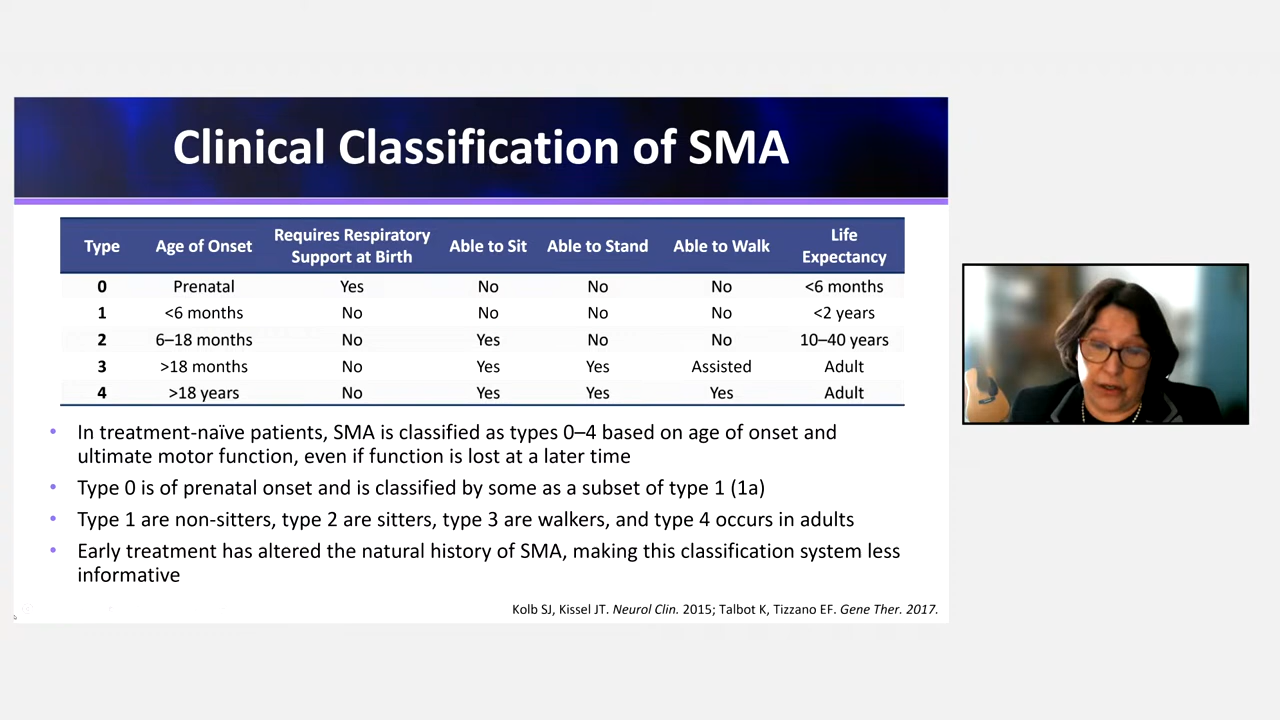 Clinical Classification of SMA
Type Age of Onset Requires Respiratory Support at Birth Able to Sit Able to Stand Able to Walk Life Expectancy
0 Prenatal Yes No No No <6 months
1 <6 months No No No No <2 years
2 6–18 months No Yes No No 10–40 years
3 >18 months No Yes Yes Assisted Adult
4 >18 years No Yes Yes Yes Adult
• In treatment-naïve patients, SMA is classified as types 0–4 based on age of onset and
ultimate motor function, even if function is lost at a later time
• Type 0 is of prenatal onset and is classified by some as a subset of type 1 (1a)
• Type 1 are non-sitters, type 2 are sitters, type 3 are walkers, and type 4 occurs in adults
• Early treatment has altered the natural history of SMA, making this classification system less
informative
Kolb SJ, Kissel JT. Neurol Clin. 2015; Talbot K, Tizzano EF. Gene Ther. 2017.